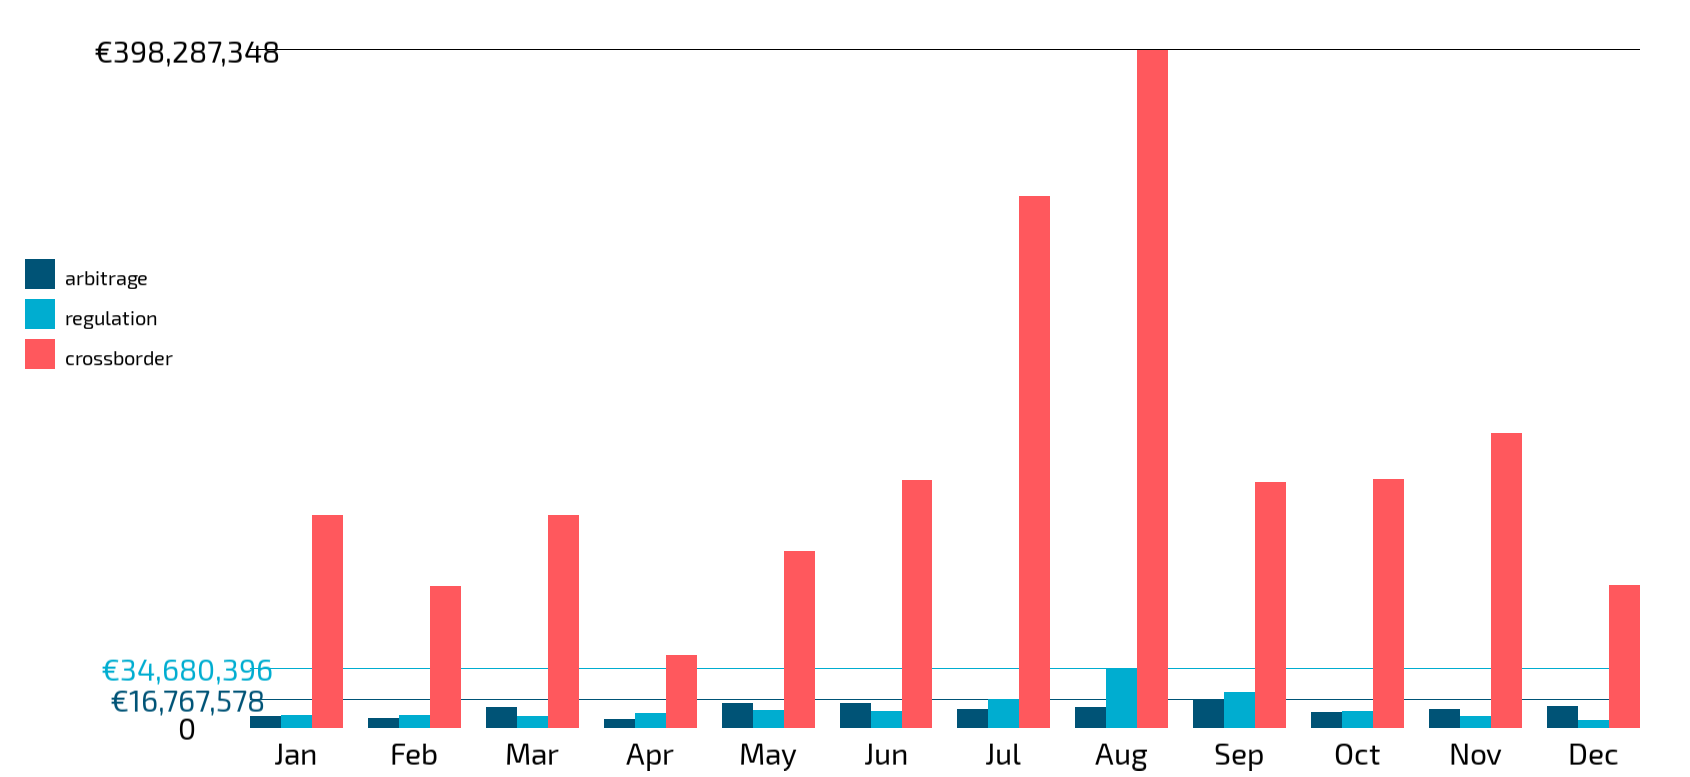 €398,287,348
arbitrage
regulation
crossborder
€34,680,396
€16,767,578
0
Jan Feb Mar Apr May Jun Jul Aug Sep Oct Nov Dec